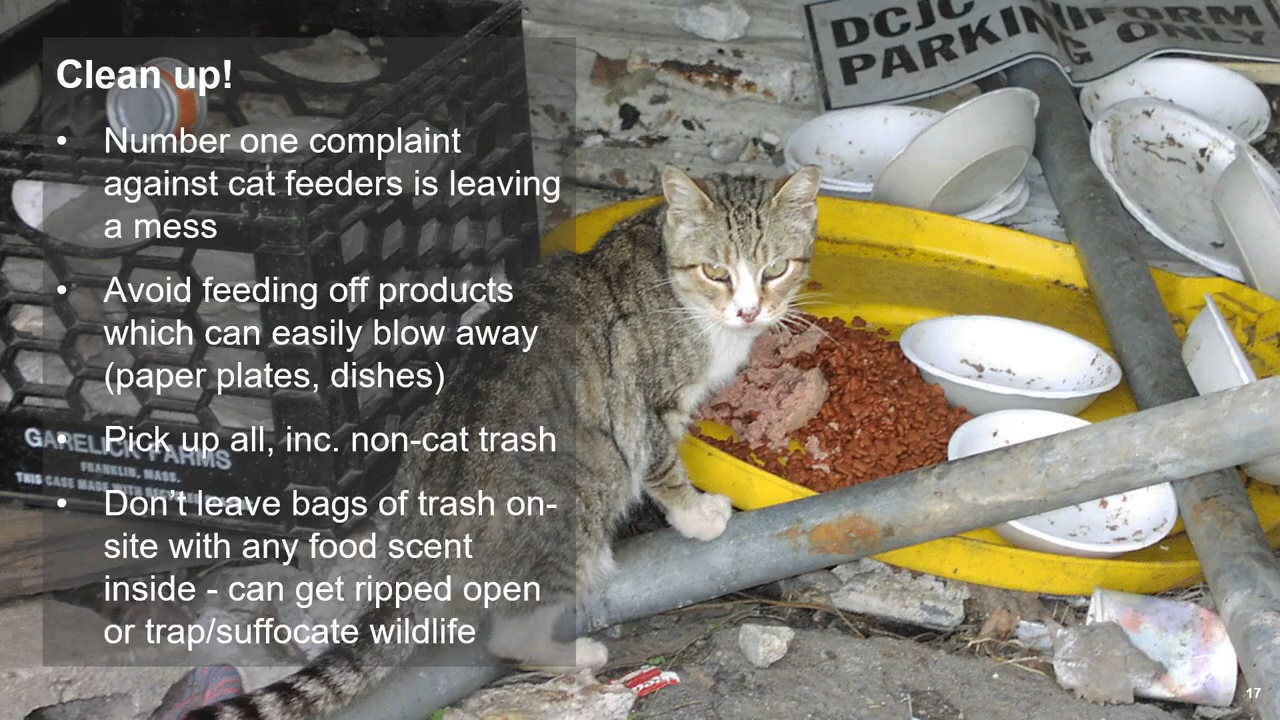 DCJC UNIFORM
PARKING ONLY
Clean up!
• Number one complaint
against cat feeders is leaving
a mess
• Avoid feeding off products
which can easily blow away
(paper plates, dishes)
• Pick up all, inc. non-cat trash
GARELICK FARMS
FRANKLIN, MASS.
THIS CASE MADE WITH
• Don’t leave bags of trash on-
site with any food scent
inside - can get ripped open
or trap/suffocate wildlife
17